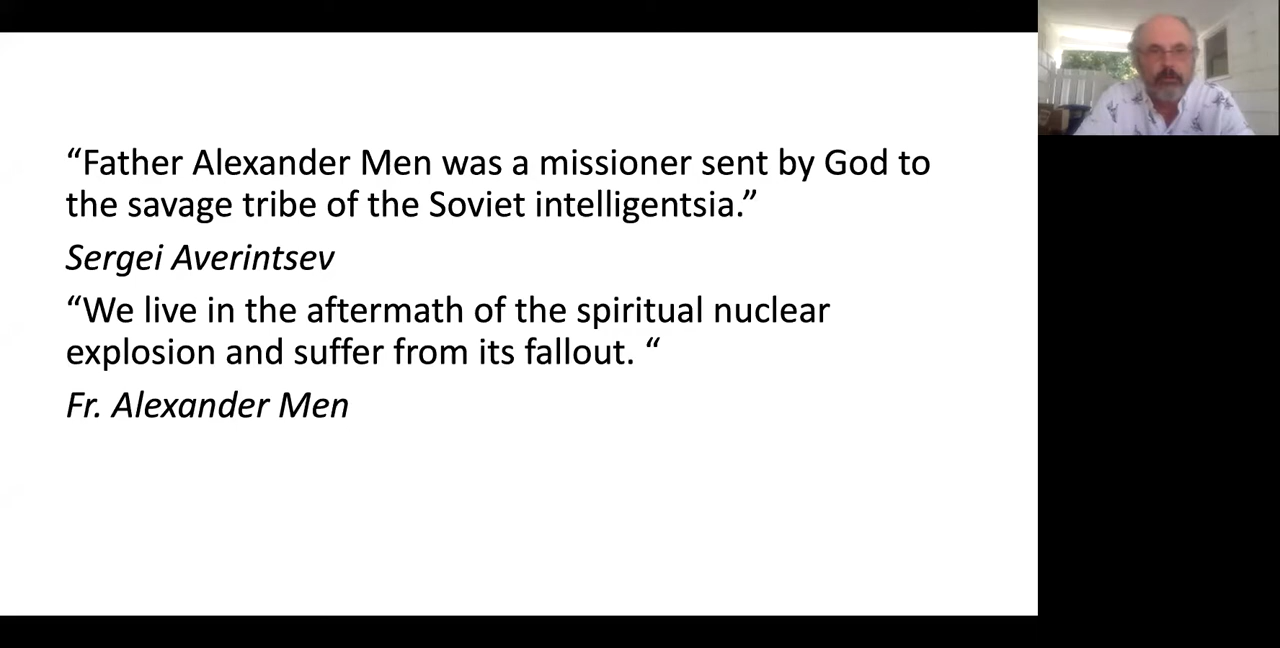 “Father Alexander Men was a missioner sent by God to
the savage tribe of the Soviet intelligentsia.”
Sergei Averintsev
“We live in the aftermath of the spiritual nuclear
explosion and suffer from its fallout. “
Fr. Alexander Men